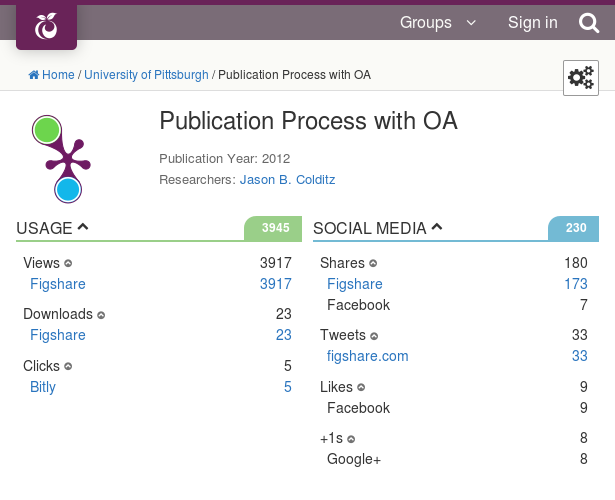 Groups Sign in
Home / University of Pittsburgh / Publication Process with OA
Publication Process with OA
Publication Year: 2012
Researchers: Jason B. Colditz
USAGE 3945
Views 3917
Figshare 3917
Downloads 23
Figshare 23
Clicks 5
Bitly 5
SOCIAL MEDIA 230
Shares 180
Figshare 173
Facebook 7
Tweets 33
figshare.com 33
Likes 9
Facebook 9
+1s 8
Google+ 8